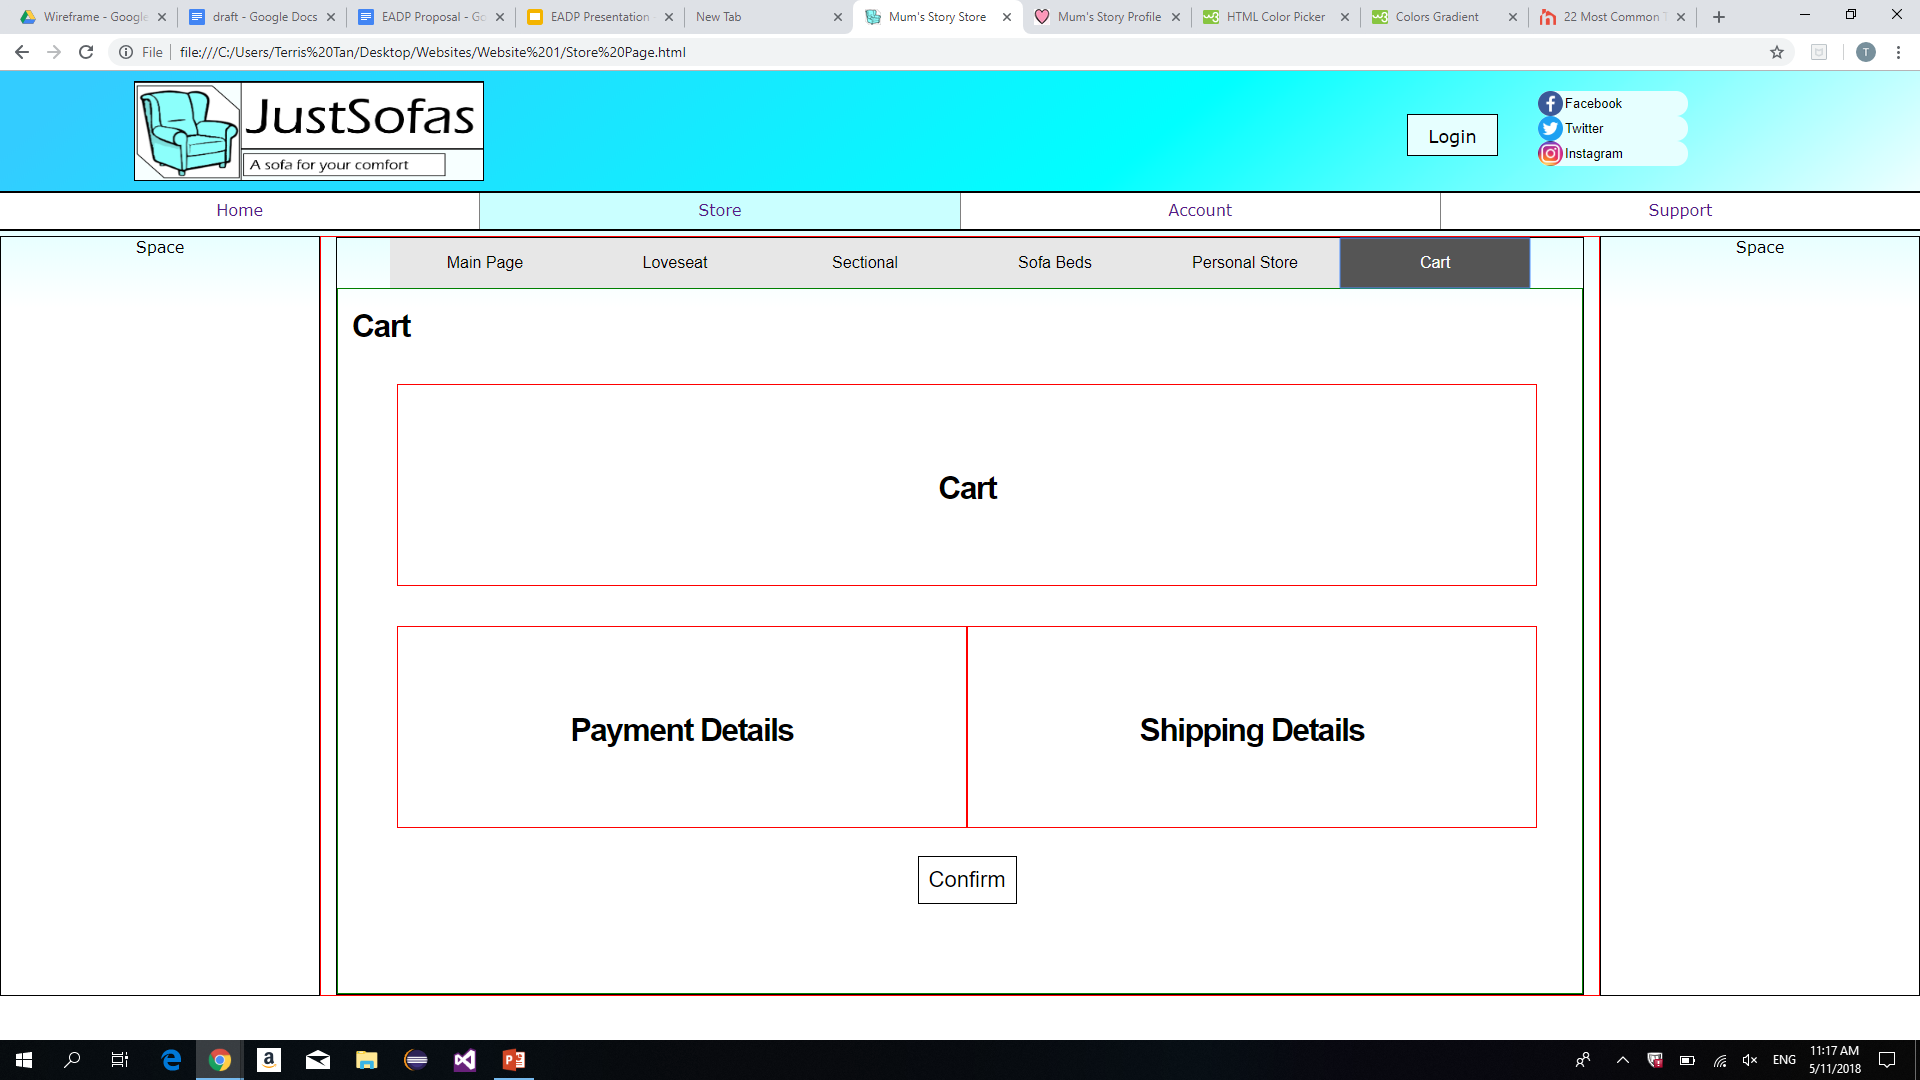 Wireframe - Google
draft - Google Docs
EADP Proposal - Go
EADP Presentation
New Tab
Mum's Story Store
Mum's Story Profile
HTML Color Picker
Colors Gradient
22 Most Common T
File
file:///C:/Users/Terris%20Tan/Desktop/Websites/Website%201/Store%20Page.html
T
JustSofas
A sofa for your comfort
Login
Facebook
Twitter
Instagram
Home
Store
Account
Support
Space
Main Page
Loveseat
Sectional
Sofa Beds
Personal Store
Cart
Space
Cart
Cart
Payment Details
Shipping Details
Confirm
ENG
11:17 AM
5/11/2018